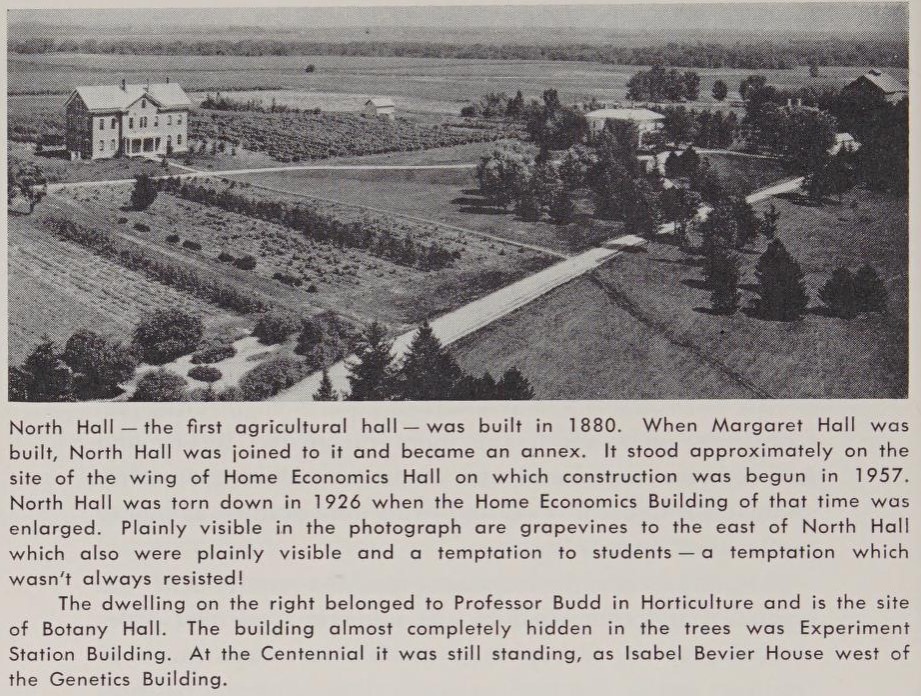 North Hall — the first agricultural hall — was built in 1880. When Margaret Hall was
built, North Hall was joined to it and became an annex. It stood approximately on the
site of the wing of Home Economics Hall on which construction was begun in 1957.
North Hall was torn down in 1926 when the Home Economics Building of that time was
enlarged. Plainly visible in the photograph are grapevines to the east of North Hall
which also were plainly visible and a temptation to students — a temptation which
wasn't always resisted!
The dwelling on the right belonged to Professor Budd in Horticulture and is the site
of Botany Hall. The building almost completely hidden in the trees was Experiment
Station Building. At the Centennial it was still standing, as Isabel Bevier House west of
the Genetics Building.